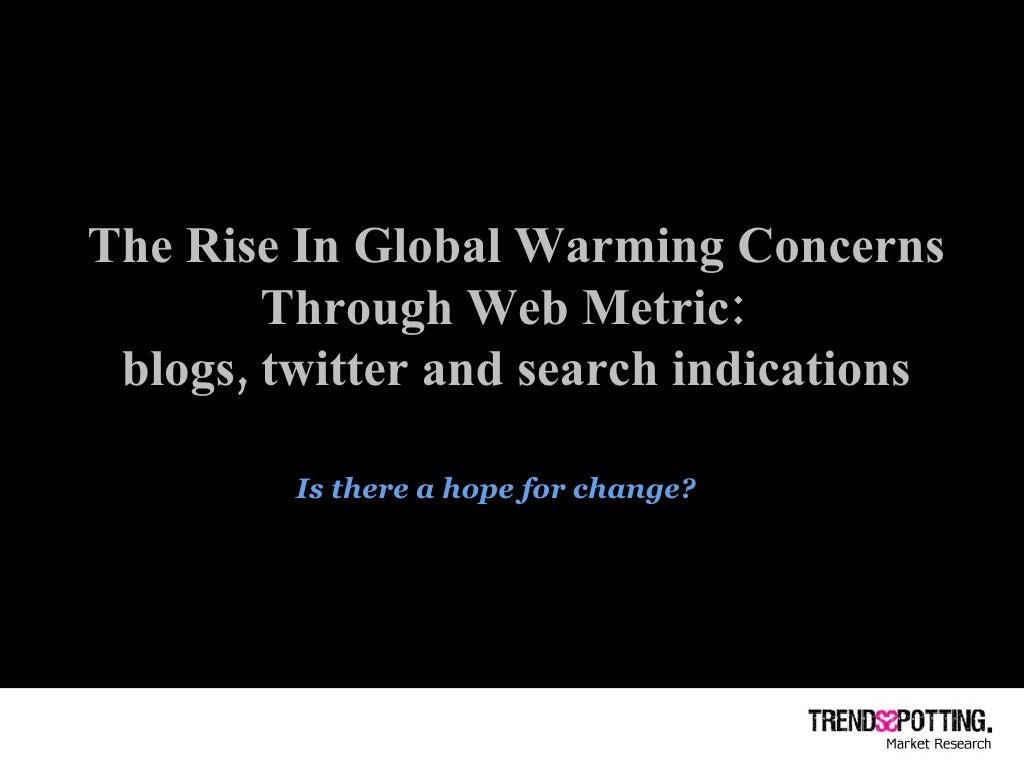 The Rise In Global Warming Concerns
Through Web Metric:
blogs, twitter and search indications
Is there a hope for change?
TRENDSSPOTTING.
Market Research